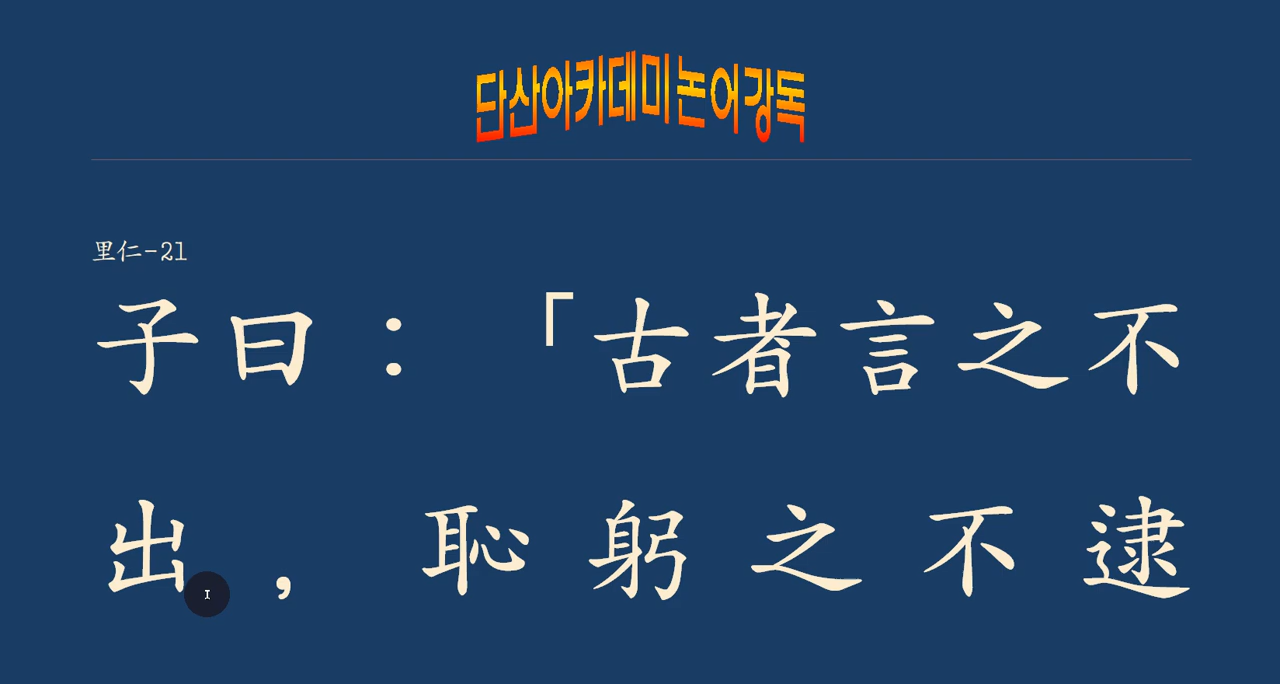 단산아카데미 논어강독
里仁-21
子曰：「古者言之不
出，恥躬之不逮